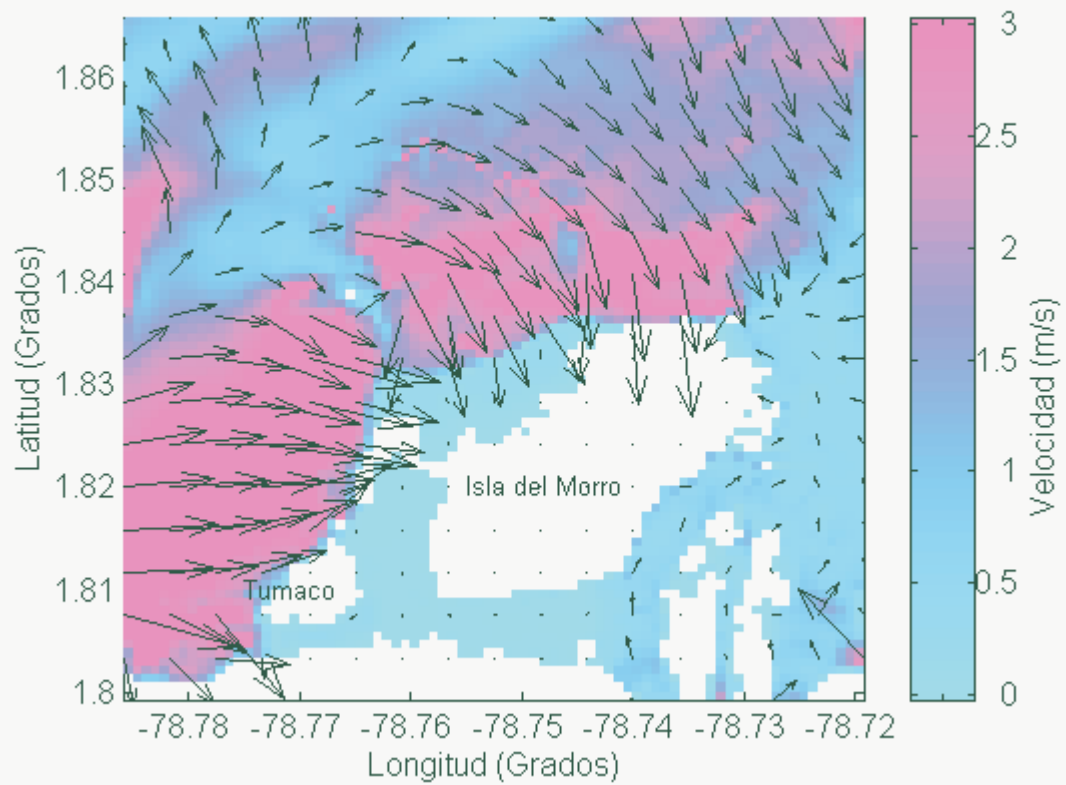 1.86
1.85
1.84
1.83
1.82
1.81
1.8
Latitud (Grados)
Isla del Morro
Tumaco
-78.78 -78.77 -78.76 -78.75 -78.74 -78.73 -78.72
Longitud (Grados)
3
2.5
2
1.5
1
0.5
0
Velocidad (m/s)